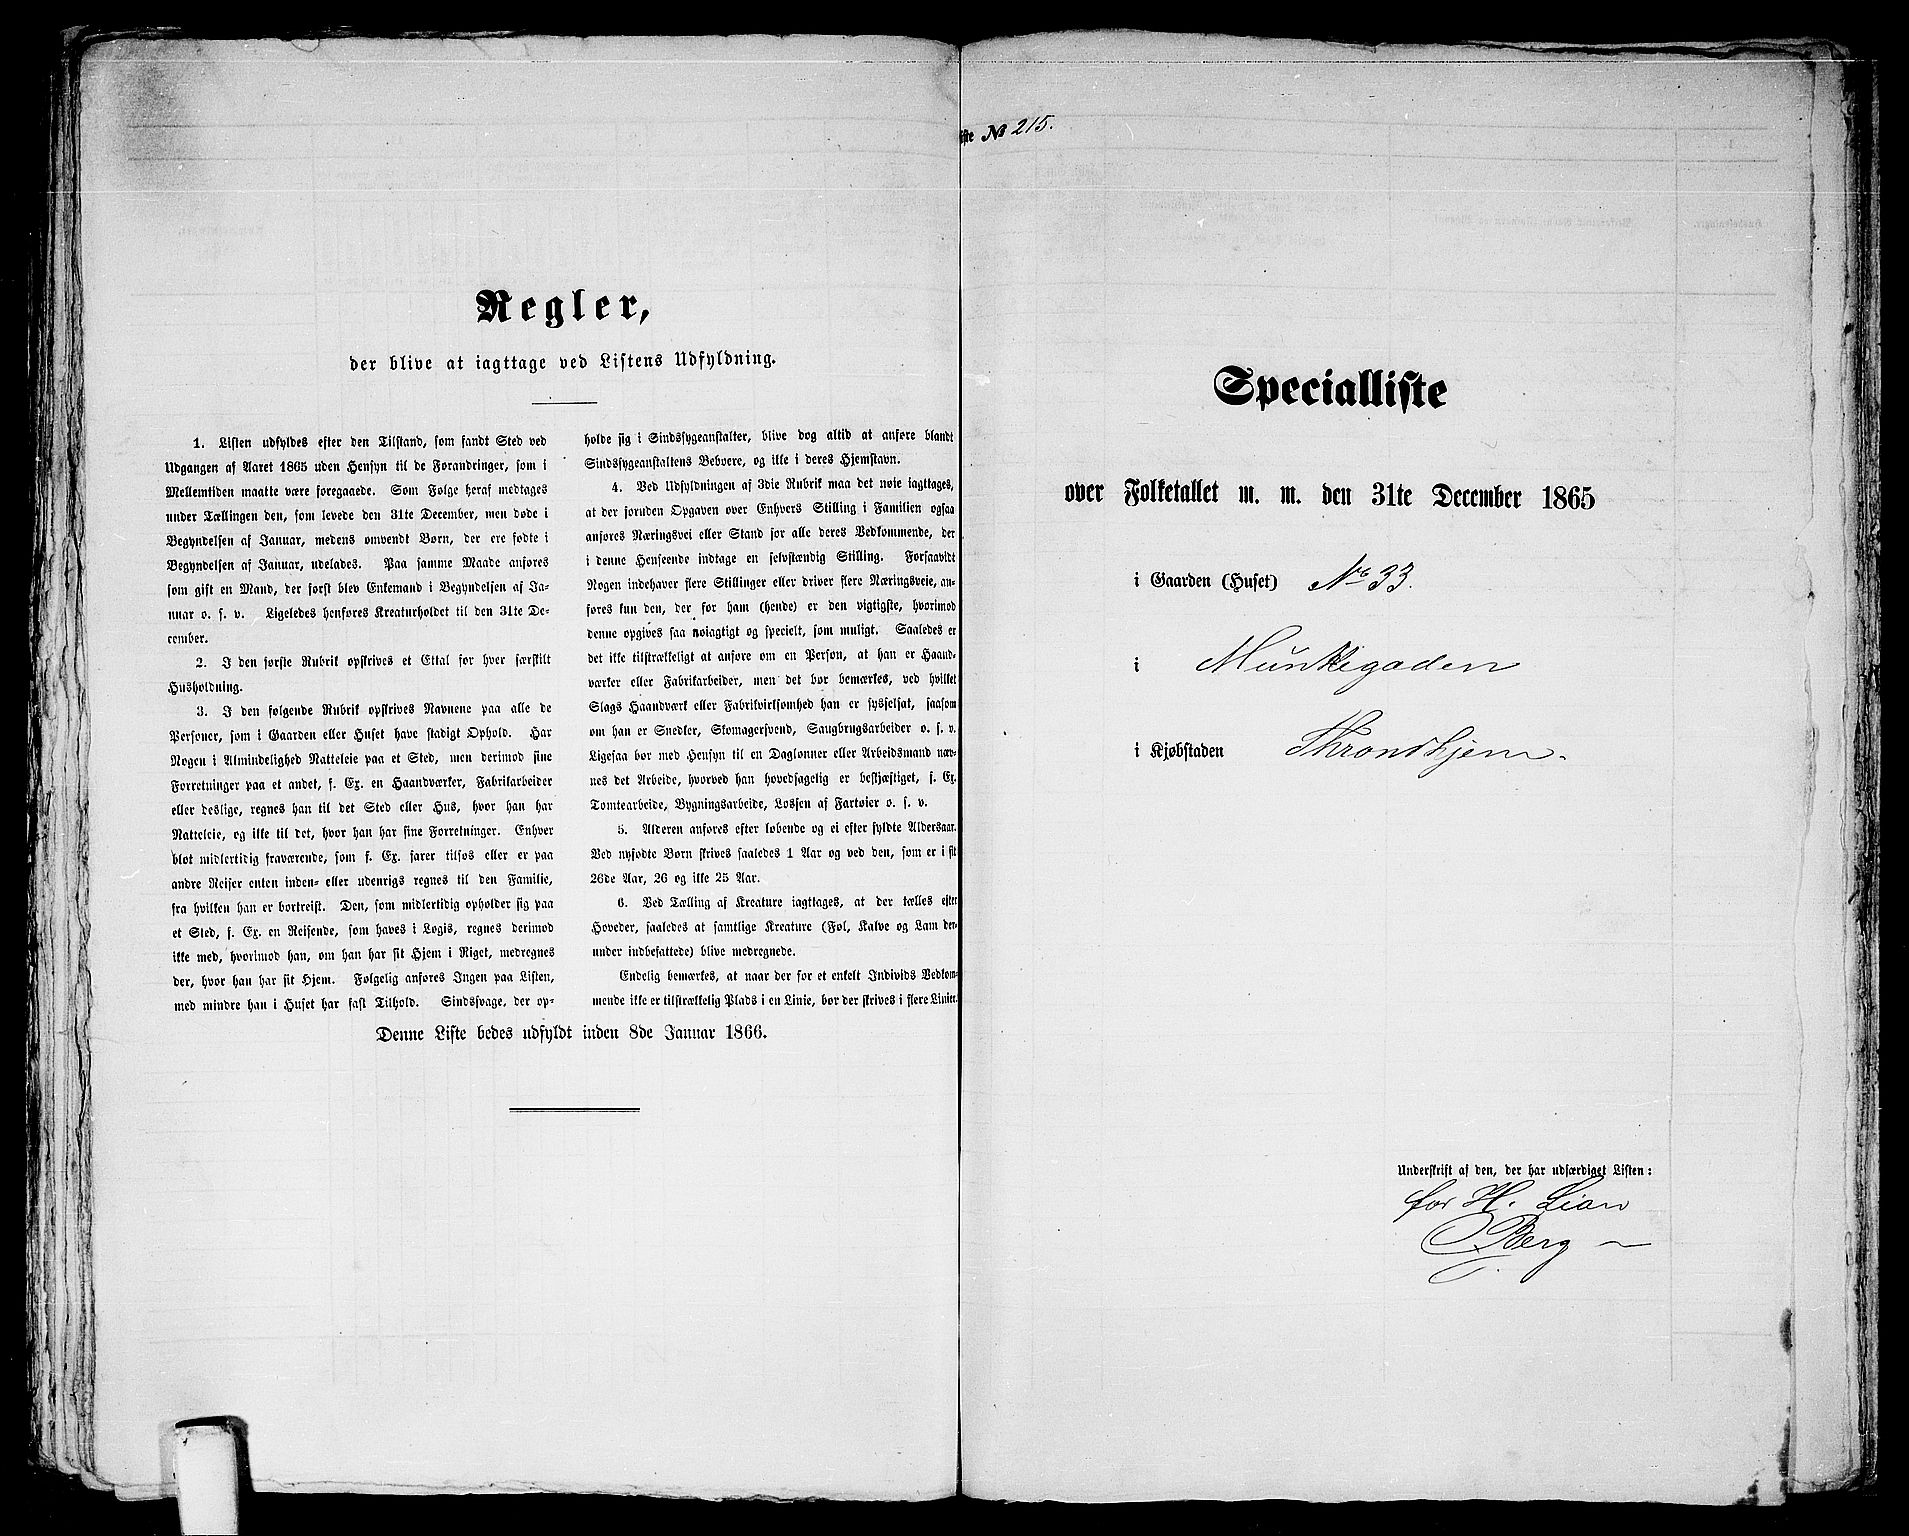 Regler,
der blive at iagttage ved Listens Udfyldning.
1. Listen udfyldes efter den Tilstand, som fandt Sted ved
Udgangen af Aaret 1865 uden Hensyn til de Forandringer, som i
Mellemtiden maatte være foregaaede. Som Følge heraf medtages
under Tællingen den, som levede den 31te December, men døde i
Begyndelsen af Januar, medens omvendt Børn, der ere fødte i
Begyndelsen af Januar, udelades. Paa samme Maade anføres
som gift en Mand, der først blev Enkemand i Begyndelsen af Ja-
nuar o. s. v. Ligeledes henføres Kreaturholdet til den 31te De-
cember.
2. I den første Rubrik opskrives et Ettal for hver særskilt
Husholdning.
3. I den følgende Rubrik opskrives Navnene paa alle de
Personer, som i Gaarden eller Huset have stadigt Ophold. Har
Nogen i Almindelighed Natteleie paa et Sted, men derimod sine
Forretninger paa et andet, f. Ex. en Haandværker, Fabrikarbeider
eller deslige, regnes han til det Sted eller Hus, hvor han har
Natteleie, og ikke til det, hvor han har sine Forretninger. Enhver
blot midlertidig fraværende, som f. Ex. farer tilsøs eller er paa
andre Reiser enten inden- eller udenrigs regnes til den Familie,
fra hvilken han er bortreist. Den, som midlertidig opholder sig paa
et Sted, f. Ex. en Reisende, som haves i Logis, regnes derimod
ikke med, hvorimod han, om han har sit Hjem i Riget, medregnes
der, hvor han har sit Hjem. Følgelig anføres Ingen paa Listen,
med mindre han i Huset har fast Tilhold. Sindssvage, der op-
holde sig i Sindssygeanstalter, blive dog altid at anføre blandt
Sindssygeanstaltens Beboere, og ikke i deres Hjemstavn.
4. Ved Udfyldningen af 3die Rubrik maa det nøie iagttages,
at der foruden Opgaven over Enhvers Stilling i Familien ogsaa
anføres Næringsvei eller Stand for alle deres Vedkommende, der
i denne Henseende indtage en selvstændig Stilling. Forsaavidt
Nogen indehaver flere Stillinger eller driver flere Næringsveie, an-
føres kun den, der for ham (hende) er den vigtigste, hvorimod
denne opgives saa nøiagtigt og specielt, som muligt. Saaledes er
det ikke tilstrækkeligt at anføre om en Person, at han er Haand-
værker eller Fabrikarbeider, men det bør bemærkes, ved hvilket
Slags Haandværk eller Fabrikvirksomhed han er sysselsat, saasom
om han er Snedker, Skomagersvend, Saugbrugsarbeider o. s. v.
Ligesaa bør med Hensyn til en Daglønner eller Arbeidsmand næv-
nes det Arbeide, hvorved han hovedsagelig er beskjæftiget, f. Ex.
Tomtearbeide, Bygningsarbeide, Lossen af Fartøier o. s. v.
5. Alderen anføres efter løbende og ei efter fyldte Aldersaar.
Ved nyfødte Børn skrives saaledes 1 Aar og ved den, som er i sit
26de Aar, 26 og ikke 25 Aar.
6. Ved Tælling af Kreature iagttages, at der tælles efter
Hoveder, saaledes at samtlige Kreature (Føl, Kalve og Lam der-
under indbefattede) blive medregnede.
Endelig bemærkes, at naar der for et enkelt Individs Vedkom-
mende ikke er tilstrækkelig Plads i en Linie, bør der skrives i flere Linier.
Denne Liste bedes udfyldt inden 8de Januar 1866.
iste No 215.
Specialliste
over Folketallet m. m. den 31te December 1865
i Gaarden (Huset) No 33.
i Munkegaden
i Kjøbstaden Throndhjem.
Underskrift af den, der har udfærdiget Listen:
for H. Lian
Berg